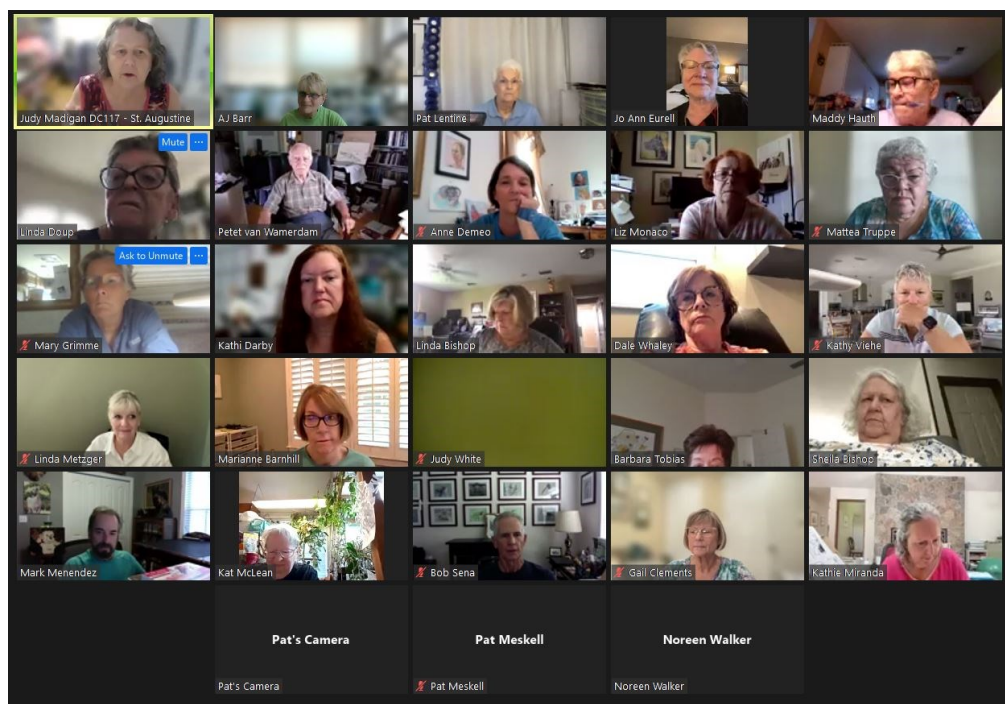 Judy Madigan DC117 - St. Augustine
AJ Barr
Pat Lentine
Jo Ann Eurell
Maddy Hauth
Mute ...
Linda Doup
Petet van Wamerdam
Anne Demeo
Liz Monaco
Mattea Truppe
Ask to Unmute ...
Mary Grimme
Kathi Darby
Linda Bishop
Dale Whaley
Kathy Viehe
Linda Metzger
Marianne Barnhill
Judy White
Barbara Tobias
Sheila Bishop
Mark Menendez
Kat McLean
Bob Sena
Gail Clements
Kathie Miranda
Pat's Camera
Pat Meskell
Noreen Walker
Pat's Camera
Pat Meskell
Noreen Walker